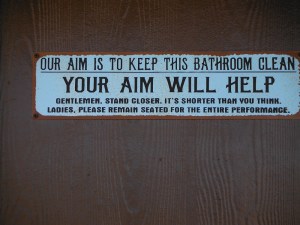 OUR AIM IS TO KEEP THIS BATHROOM CLEAN
YOUR AIM WILL HELP
GENTLEMEN, STAND CLOSER. IT'S SHORTER THAN YOU THINK.
LADIES, PLEASE REMAIN SEATED FOR THE ENTIRE PERFORMANCE.